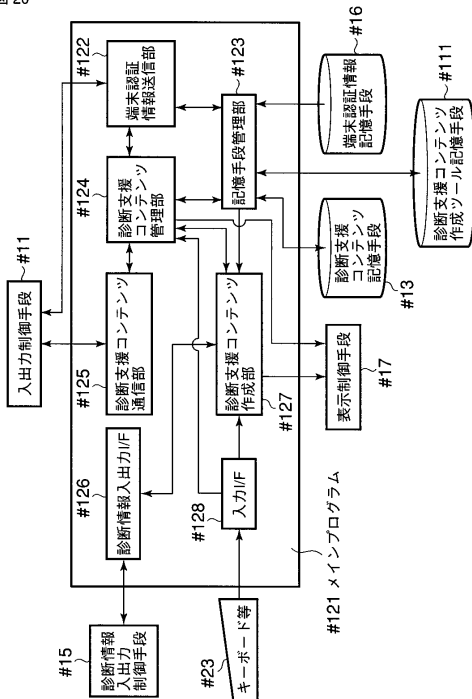 #11
入出力制御手段
#122
端末認証
情報送信部
#123
記憶手段管理部
#16
端末認証情報
記憶手段
#111
診断支援コンテンツ
作成ツール記憶手段
#124
診断支援
コンテンツ
管理部
#125
診断支援
コンテンツ
通信部
#13
診断支援コンテンツ
記憶手段
#126
診断情報入出力I/F
診断支援
コンテンツ
作成部
#127
#17
表示制御手段
#128
入力I/F
#15
診断情報
入出力
制御手段
#23
キーボード等
#121 メインプログラム